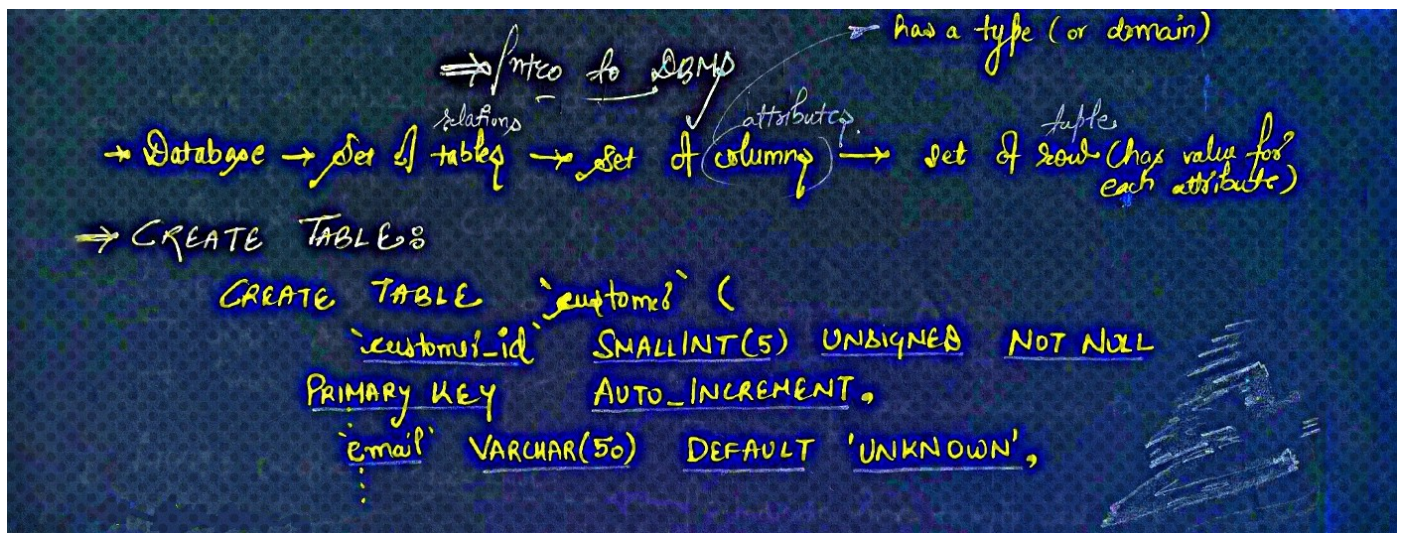 has a type (or domain)
⇒ Intro to DBMS
relations attributes tuples
→ Database → Set of tables → Set of columns → set of rows (has value for
each attribute)
⇒ CREATE TABLE:
CREATE TABLE `customer` (
`customer_id` SMALLINT(5) UNSIGNED NOT NULL
PRIMARY KEY AUTO_INCREMENT,
`email` VARCHAR(50) DEFAULT 'UNKNOWN',
⋮